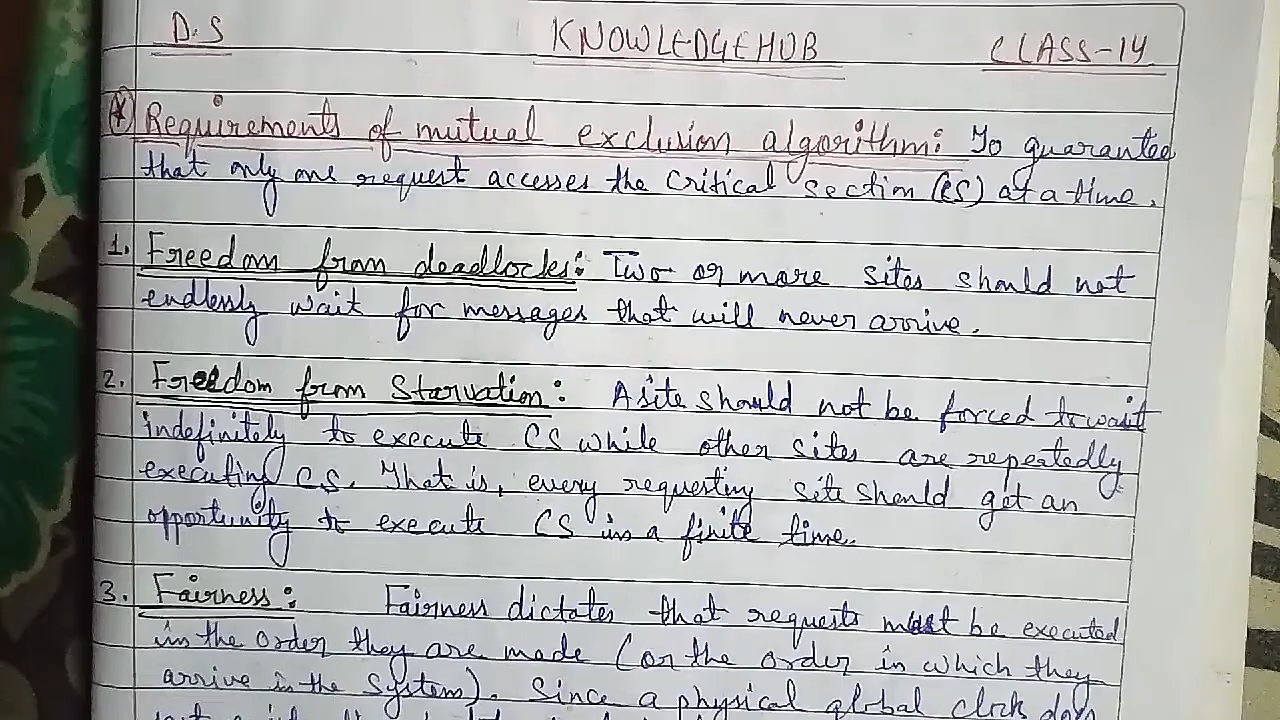 D.S KNOWLEDGEHUB CLASS-14
* Requirements of mutual exclusion algorithm: To guaranted
that only one request accesses the critical section (CS) at a time.
1. Freedom from deadlocks: Two or more sites should not
endlessly wait for messages that will never arrive.
2. Freedom from Starvation: A site should not be forced to wait
indefinitely to execute CS while other sites are repeatedly
executing CS. That is, every requesting site should get an
opportunity to execute CS in a finite time.
3. Fairness: Fairness dictates that requests must be executed
in the order they are made (or the order in which they
arrive in the System). Since a physical global clock does